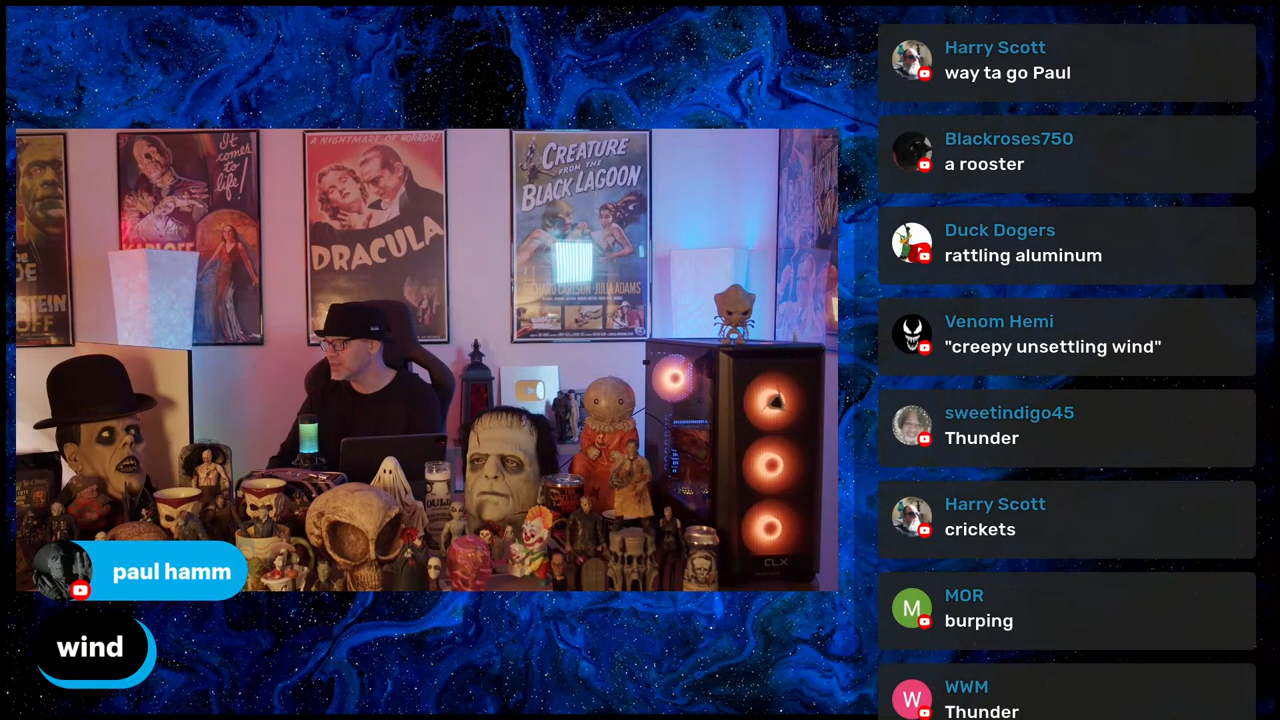 It
comes
to
life!
A NIGHTMARE OF HORROR!
DRACULA
CREATURE
FROM THE
BLACK LAGOON
RICHARD CARLSON · JULIA ADAMS
CLX
paul hamm
wind
Harry Scott
way ta go Paul
Blackroses750
a rooster
Duck Dogers
rattling aluminum
Venom Hemi
"creepy unsettling wind"
sweetindigo45
Thunder
Harry Scott
crickets
M
MOR
burping
W
WWM
Thunder